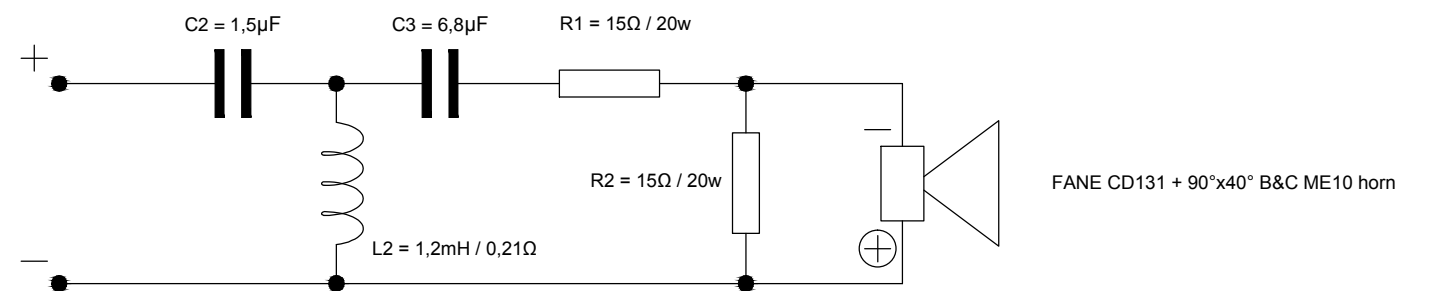 C2 = 1,5µF
C3 = 6,8µF
R1 = 15Ω / 20w
+
−
R2 = 15Ω / 20w
FANE CD131 + 90°x40° B&C ME10 horn
L2 = 1,2mH / 0,21Ω
+
−